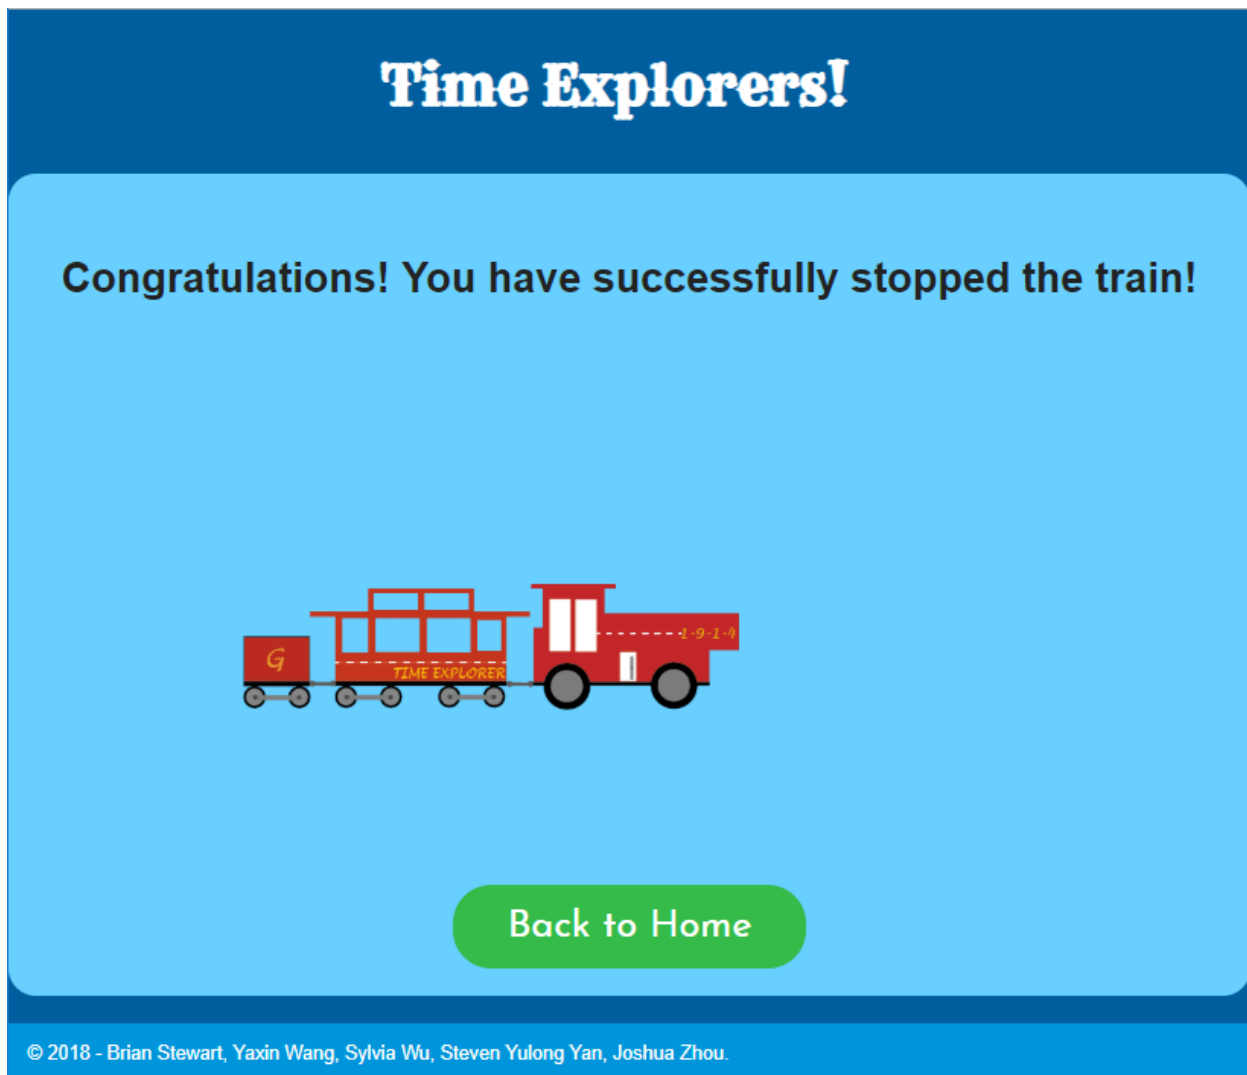 Time Explorers!
Congratulations! You have successfully stopped the train!
1-9-1-4
G
TIME EXPLORER
Back to Home
© 2018 - Brian Stewart, Yaxin Wang, Sylvia Wu, Steven Yulong Yan, Joshua Zhou.